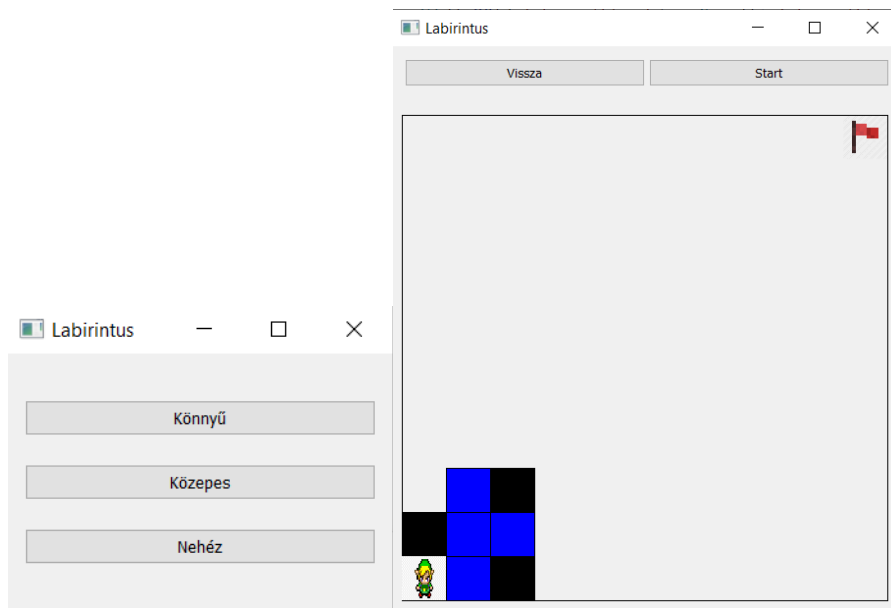 Labirintus
Vissza
Start
Labirintus
Könnyű
Közepes
Nehéz